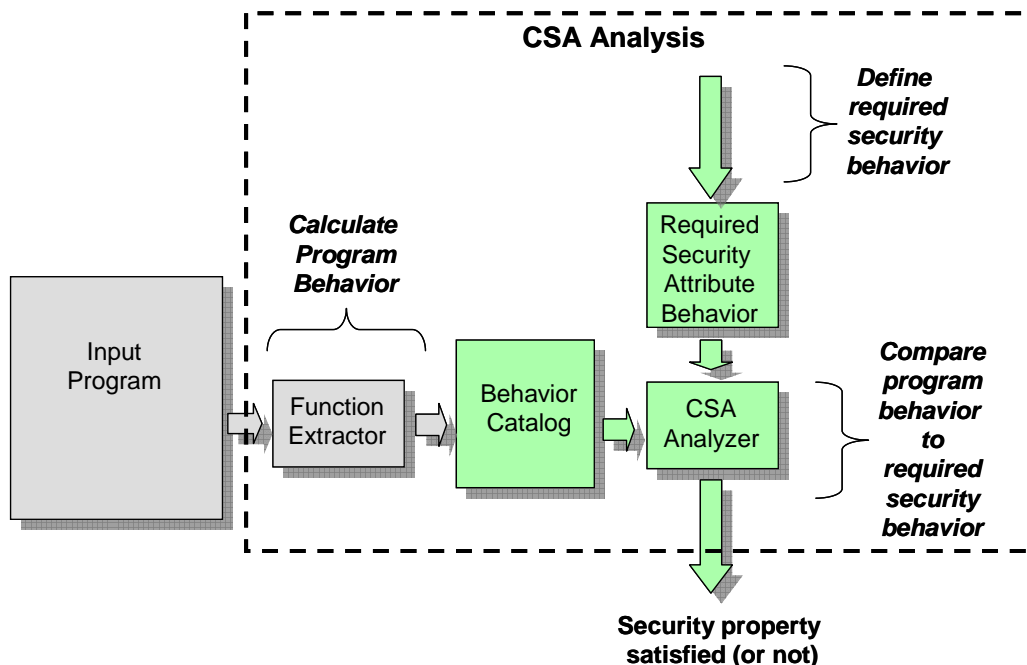 CSA Analysis
Define
required
security
behavior
Calculate
Program
Behavior
Required
Security
Attribute
Behavior
Input
Program
Function
Extractor
Behavior
Catalog
CSA
Analyzer
Compare
program
behavior
to
required
security
behavior
Security property
satisfied (or not)